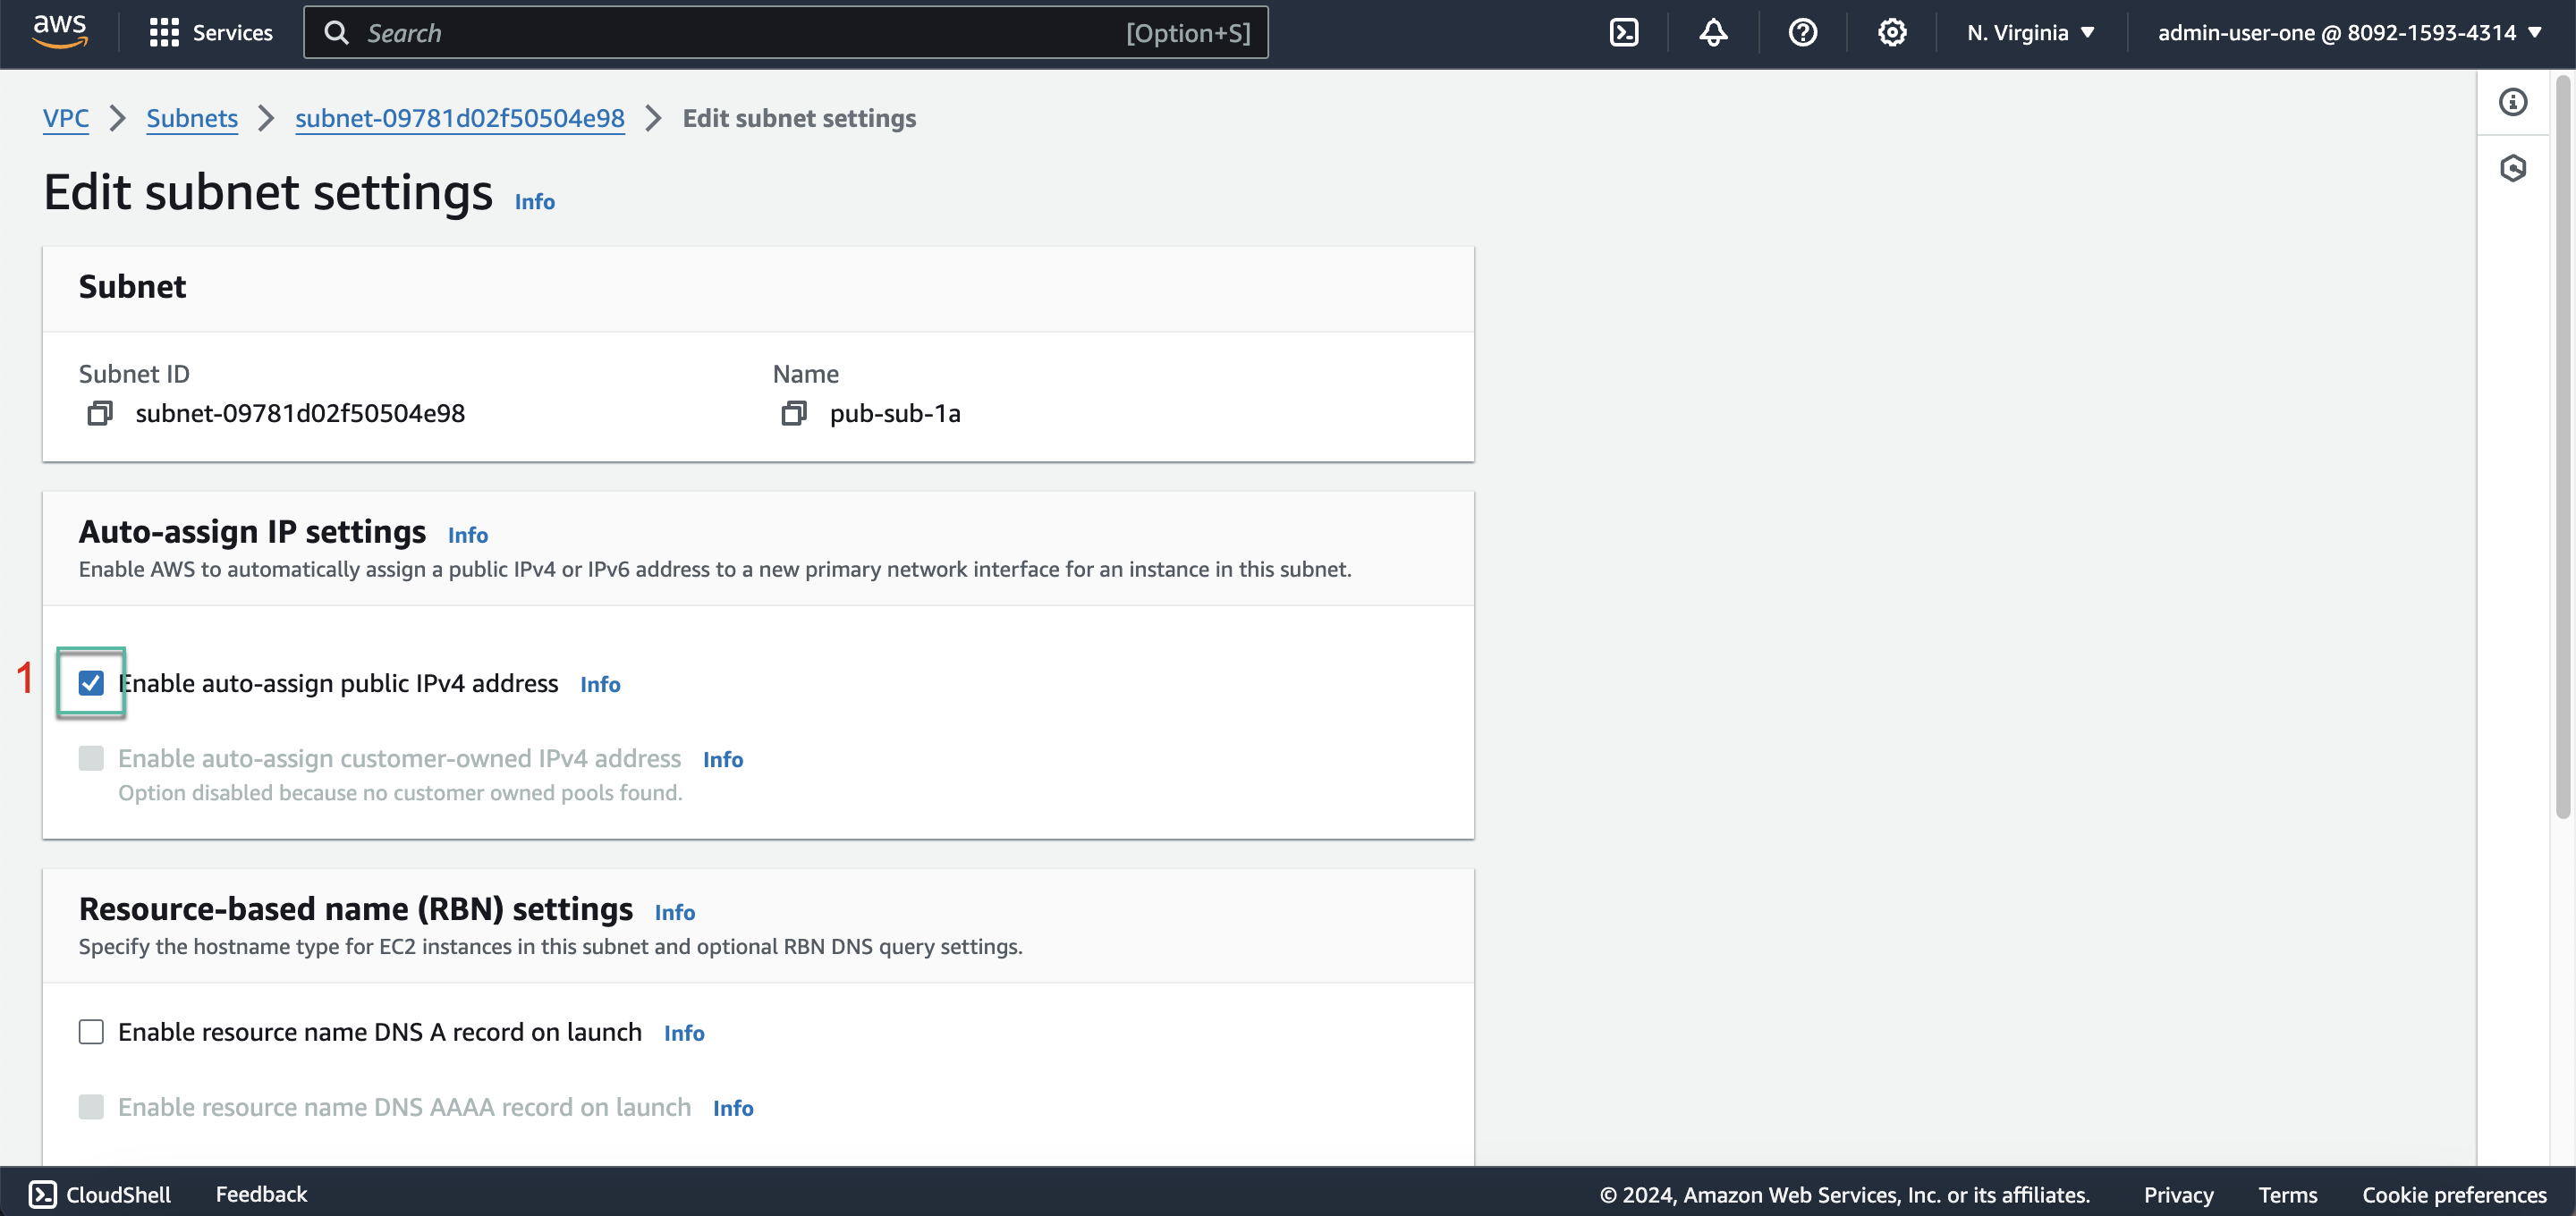 aws Services Search [Option+S] N. Virginia admin-user-one @ 8092-1593-4314
VPC Subnets subnet-09781d02f50504e98 Edit subnet settings
Edit subnet settings Info
Subnet
Subnet ID Name
subnet-09781d02f50504e98 pub-sub-1a
Auto-assign IP settings Info
Enable AWS to automatically assign a public IPv4 or IPv6 address to a new primary network interface for an instance in this subnet.
1 Enable auto-assign public IPv4 address Info
Enable auto-assign customer-owned IPv4 address Info
Option disabled because no customer owned pools found.
Resource-based name (RBN) settings Info
Specify the hostname type for EC2 instances in this subnet and optional RBN DNS query settings.
Enable resource name DNS A record on launch Info
Enable resource name DNS AAAA record on launch Info
CloudShell Feedback © 2024, Amazon Web Services, Inc. or its affiliates. Privacy Terms Cookie preferences